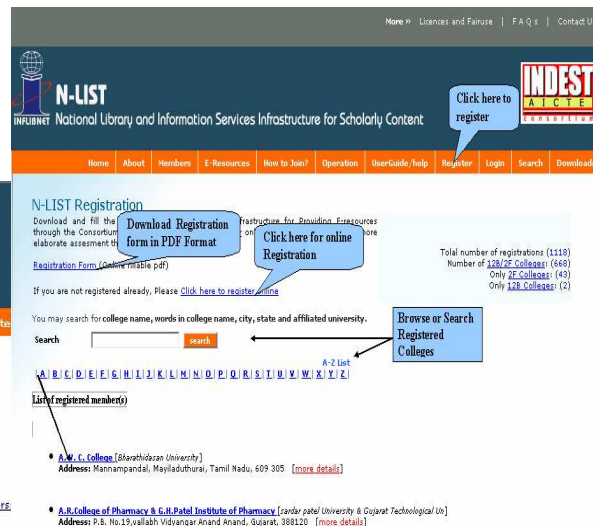 More » Licences and Fairuse | F A Q s | Contact U
INFLIBNET
N-LIST
National Library and Information Services Infrastructure for Scholarly Content
INDEST
AICTE
consortium
Click here to
register
Home About Members E-Resources How to Join? Operation UserGuide/help Register Login Search Download
N-LIST Registration
Download and fill the frastructure for Providing E-resources
through the Consortium on more
elaborate assesment th
Download Registration
form in PDF Format
Click here for online
Registration
Registration Form (Online fillable pdf)
If you are not registered already, Please Click here to register online
Total number of registrations (1118)
Number of 12B/2F Colleges: (668)
Only 2F Colleges: (43)
Only 12B Colleges: (2)
You may search for college name, words in college name, city, state and affiliated university.
Search search
Browse or Search
Registered
Colleges
A-Z List
| A | B | C | D | E | F | G | H | I | J | K | L | M | N | O | P | Q | R | S | T | U | V | W | X | Y | Z |
List of registered member(s)
A.V. C. College [Bharathidasan University]
Address: Mannampandal, Mayiladuthurai, Tamil Nadu, 609 305 [more details]
A.R.College of Pharmacy & G.H.Patel Institute of Pharmacy [sardar patel University & Gujarat Technological Un]
Address: P.B. No.19,vallabh Vidyangar Anand Anand, Gujarat, 388120 [more details]
te
rs